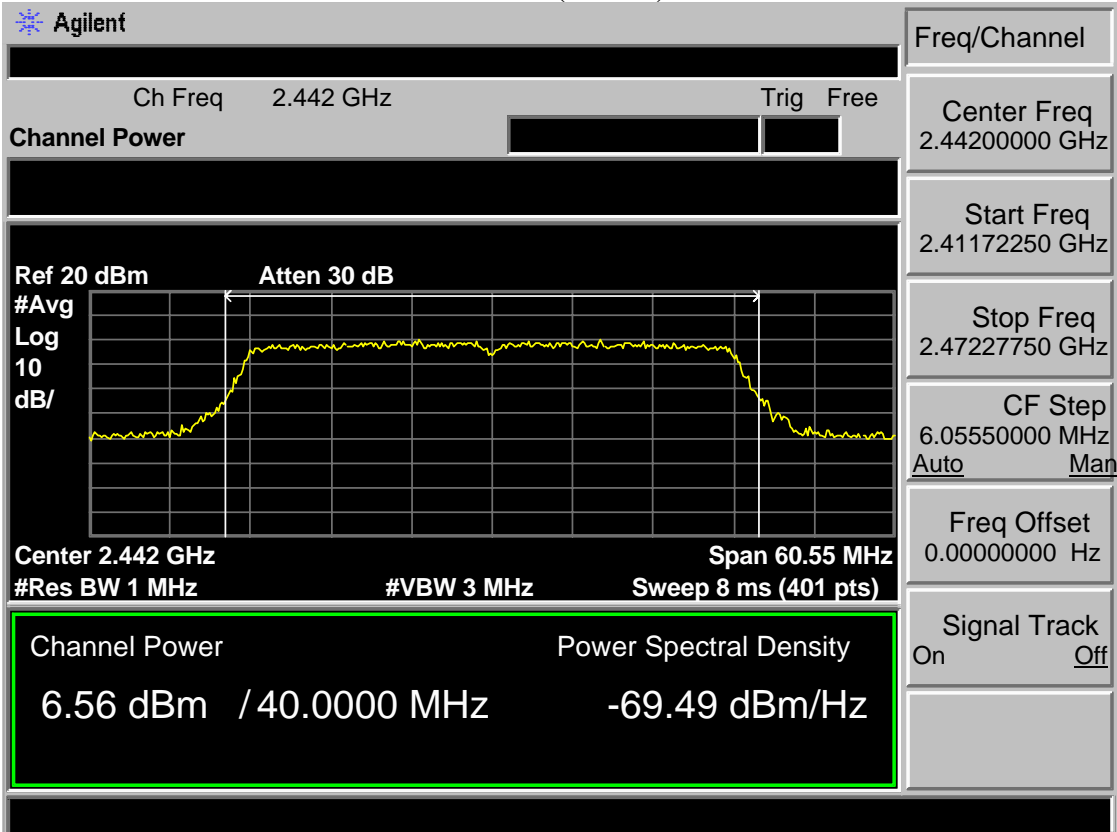 Agilent
Freq/Channel
Ch Freq 2.442 GHz Trig Free
Channel Power
Center Freq
2.44200000 GHz
Start Freq
2.41172250 GHz
Stop Freq
2.47227750 GHz
CF Step
6.05550000 MHz
Auto Man
Freq Offset
0.00000000 Hz
Signal Track
On Off
Ref 20 dBm Atten 30 dB
#Avg
Log
10
dB/
Center 2.442 GHz Span 60.55 MHz
#Res BW 1 MHz #VBW 3 MHz Sweep 8 ms (401 pts)
Channel Power Power Spectral Density
6.56 dBm / 40.0000 MHz -69.49 dBm/Hz